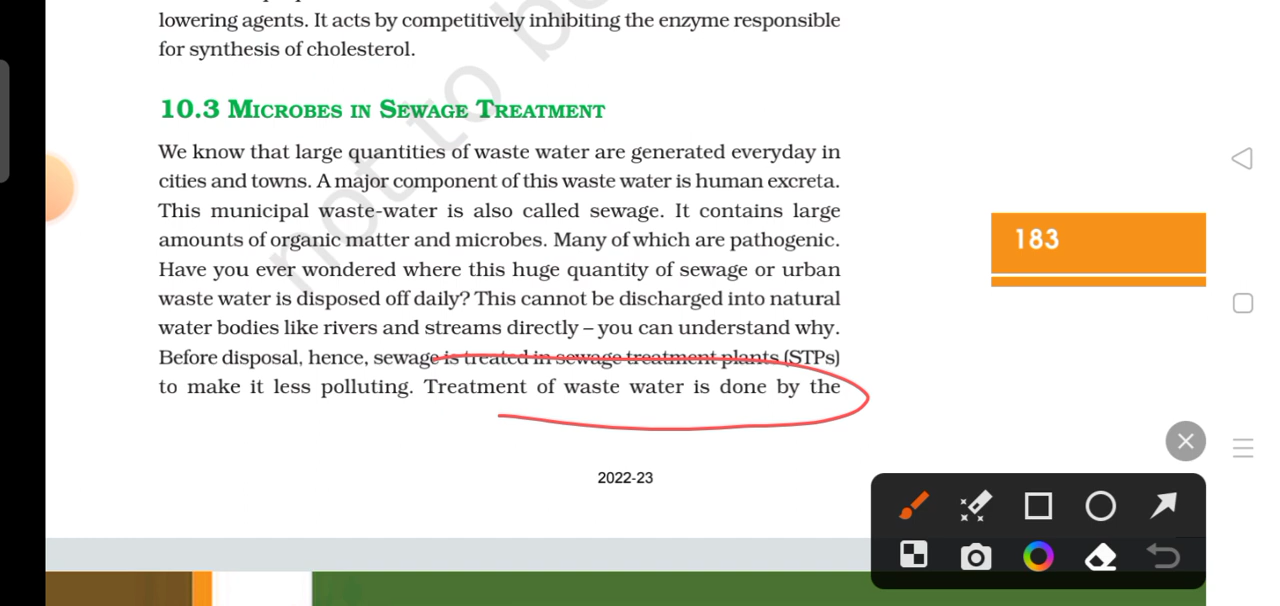 lowering agents. It acts by competitively inhibiting the enzyme responsible
for synthesis of cholesterol.
10.3 MICROBES IN SEWAGE TREATMENT
We know that large quantities of waste water are generated everyday in
cities and towns. A major component of this waste water is human excreta.
This municipal waste-water is also called sewage. It contains large
amounts of organic matter and microbes. Many of which are pathogenic.
Have you ever wondered where this huge quantity of sewage or urban
waste water is disposed off daily? This cannot be discharged into natural
water bodies like rivers and streams directly – you can understand why.
Before disposal, hence, sewage is treated in sewage treatment plants (STPs)
to make it less polluting. Treatment of waste water is done by the
183
2022-23
not to b